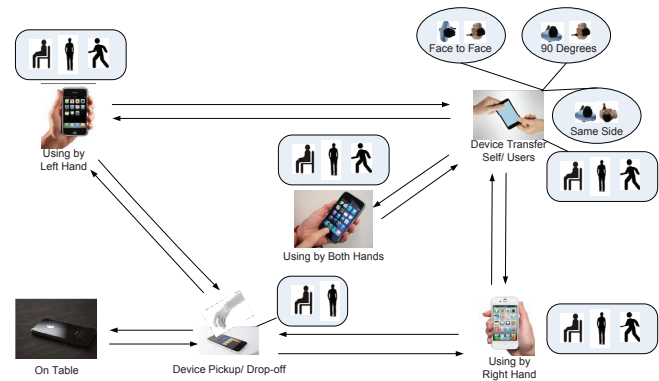 Face to Face
90 Degrees
Same Side
Using by
Left Hand
Device Transfer
Self/ Users
Using by Both Hands
On Table
Device Pickup/ Drop-off
Using by
Right Hand